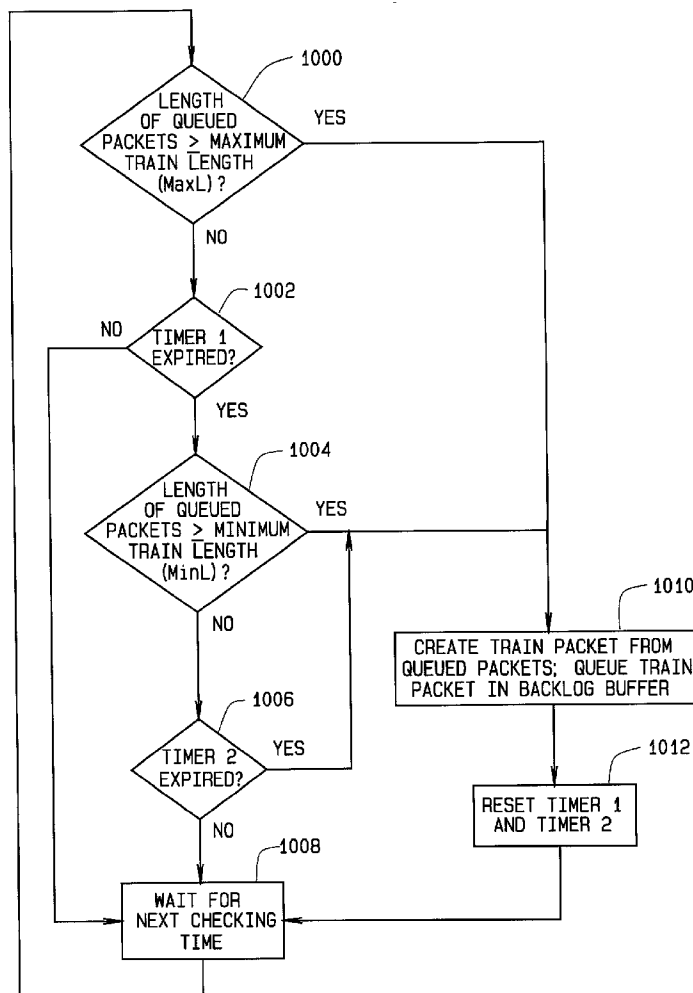 1000
LENGTH
OF QUEUED
PACKETS ≥ MAXIMUM
TRAIN LENGTH
(MaxL)?
YES
NO
1002
NO
TIMER 1
EXPIRED?
YES
1004
LENGTH
OF QUEUED
PACKETS ≥ MINIMUM
TRAIN LENGTH
(MinL)?
YES
NO
1010
CREATE TRAIN PACKET FROM
QUEUED PACKETS; QUEUE TRAIN
PACKET IN BACKLOG BUFFER
1006
TIMER 2
EXPIRED?
YES
NO
1012
RESET TIMER 1
AND TIMER 2
1008
WAIT FOR
NEXT CHECKING
TIME